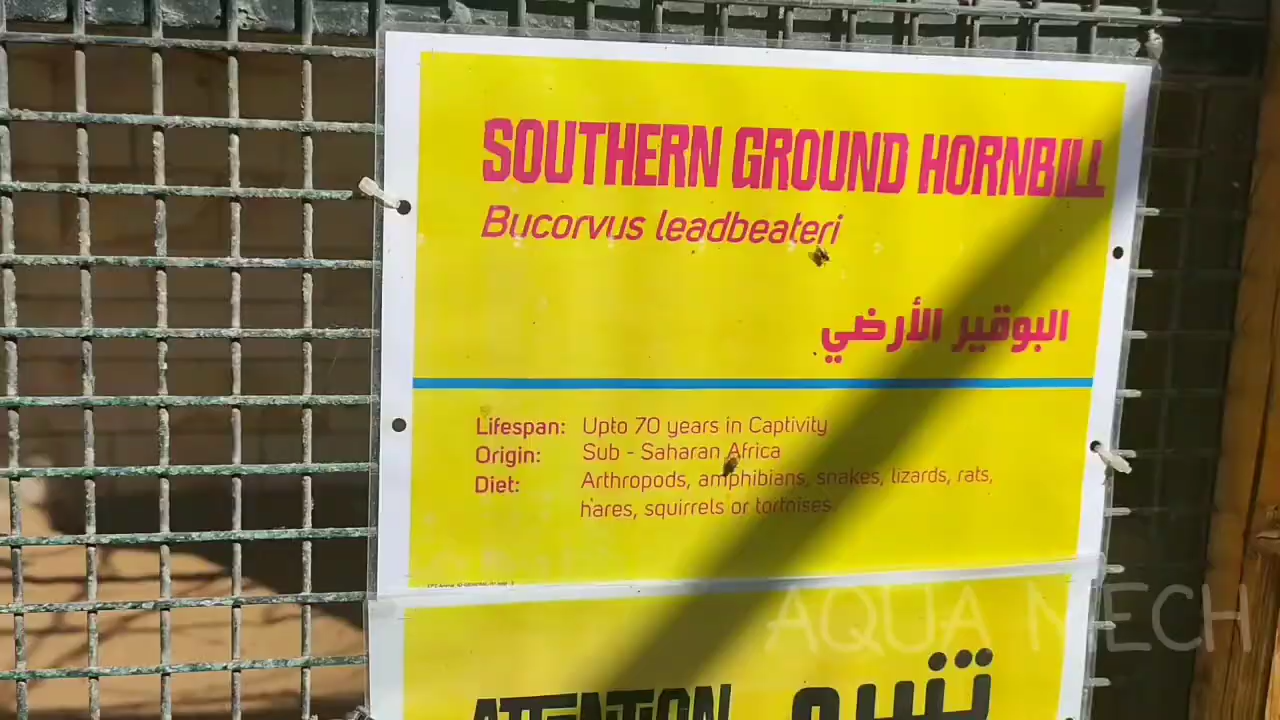 SOUTHERN GROUND HORNBILL
Bucorvus leadbeateri
البوقير الأرضي
Lifespan: Upto 70 years in Captivity
Origin: Sub - Saharan Africa
Diet: Arthropods, amphibians, snakes, lizards, rats,
hares, squirrels or tortoises.
AQUA MECH
ATTENTION تنبيه